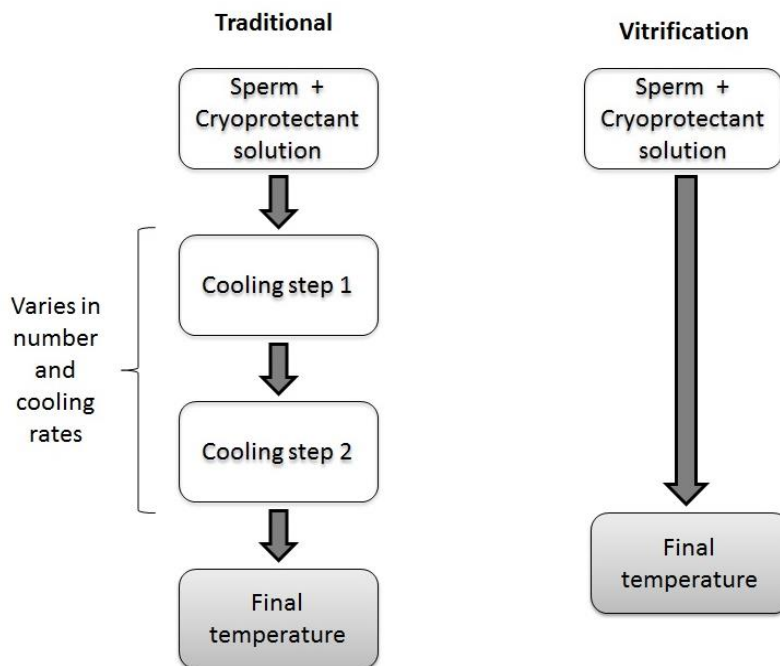 Traditional
Sperm +
Cryoprotectant
solution
Varies in
number
and
cooling
rates
Cooling step 1
Cooling step 2
Final
temperature
Vitrification
Sperm +
Cryoprotectant
solution
Final
temperature